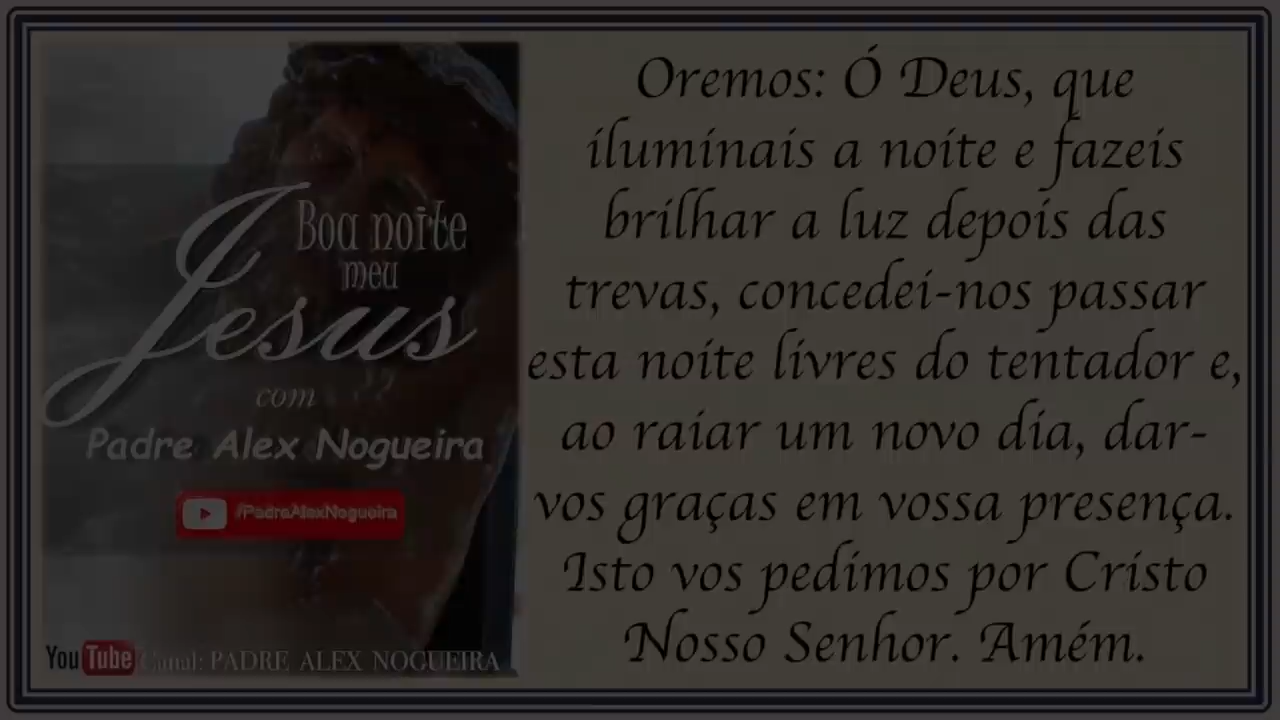 Boa noite
meu
Jesus
com
Padre Alex Nogueira
/PadreAlexNogueira
YouTube Canal: PADRE ALEX NOGUEIRA
Oremos: Ó Deus, que
iluminais a noite e fazeis
brilhar a luz depois das
trevas, concedei-nos passar
esta noite livres do tentador e,
ao raiar um novo dia, dar-
vos graças em vossa presença.
Isto vos pedimos por Cristo
Nosso Senhor. Amém.